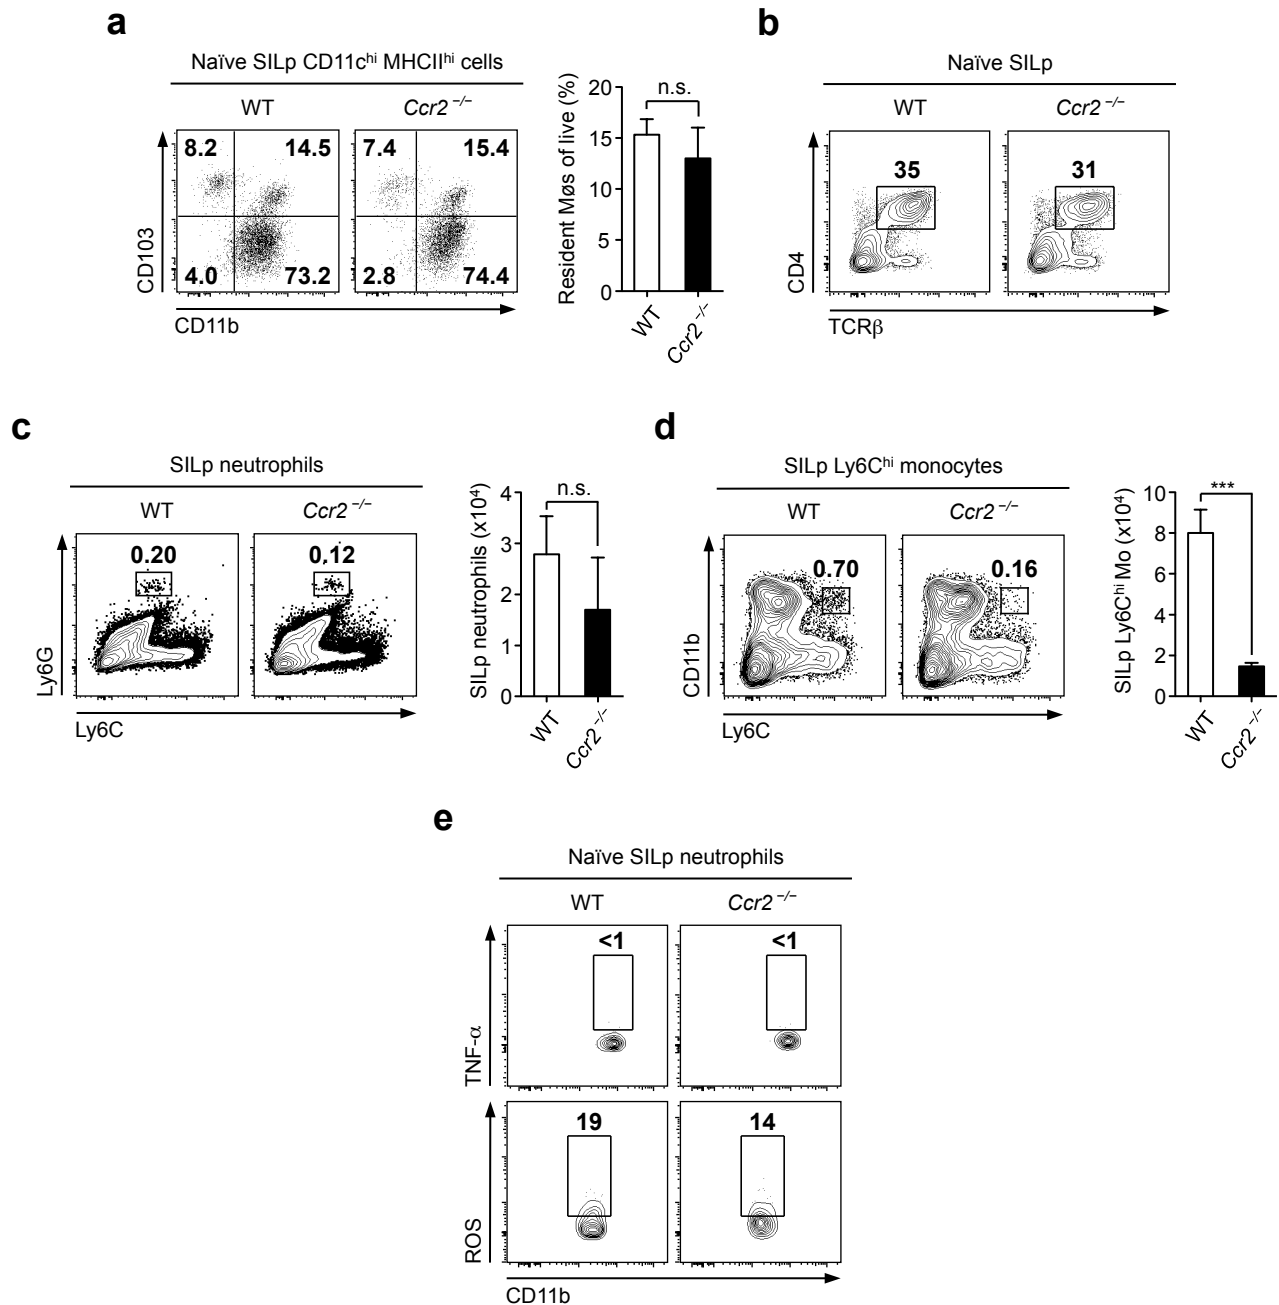 a
Naïve SILp CD11c^hi MHCII^hi cells
WT
Ccr2 −/−
8.2
14.5
4.0
73.2
7.4
15.4
2.8
74.4
CD103
CD11b
Resident Møs of live (%)
20
15
10
5
0
n.s.
WT
Ccr2 −/−
b
Naïve SILp
WT
Ccr2 −/−
35
31
CD4
TCRβ
c
SILp neutrophils
WT
Ccr2 −/−
0.20
0.12
Ly6G
Ly6C
SILp neutrophils (x10⁴)
4
3
2
1
0
n.s.
WT
Ccr2 −/−
d
SILp Ly6C^hi monocytes
WT
Ccr2 −/−
0.70
0.16
CD11b
Ly6C
SILp Ly6C^hi Mo (x10⁴)
10
8
6
4
2
0
***
WT
Ccr2 −/−
e
Naïve SILp neutrophils
WT
Ccr2 −/−
<1
<1
TNF-α
19
14
ROS
CD11b